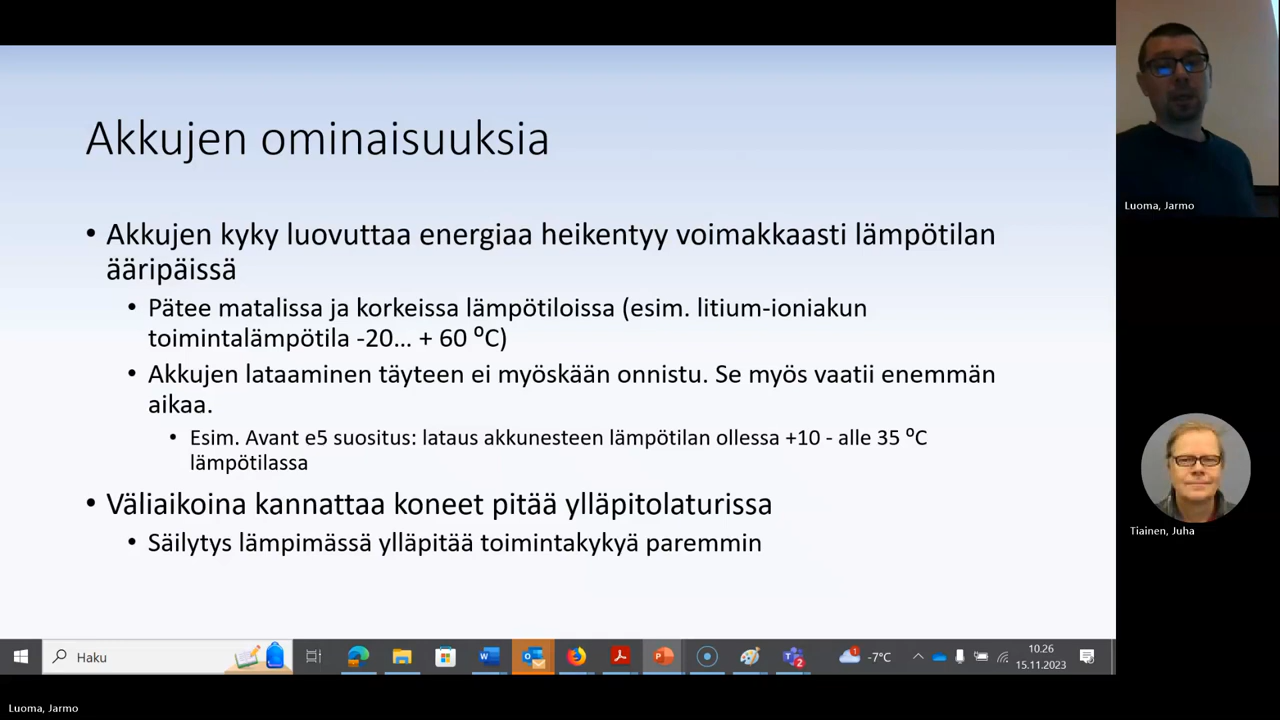 Akkujen ominaisuuksia
• Akkujen kyky luovuttaa energiaa heikentyy voimakkaasti lämpötilan
ääripäissä
• Pätee matalissa ja korkeissa lämpötiloissa (esim. litium-ioniakun
toimintalämpötila -20... + 60 ⁰C)
• Akkujen lataaminen täyteen ei myöskään onnistu. Se myös vaatii enemmän
aikaa.
• Esim. Avant e5 suositus: lataus akkunesteen lämpötilan ollessa +10 - alle 35 ⁰C
lämpötilassa
• Väliaikoina kannattaa koneet pitää ylläpitolaturissa
• Säilytys lämpimässä ylläpitää toimintakykyä paremmin
Luoma, Jarmo
Tiainen, Juha
Haku
-7°C
10.26
15.11.2023
Luoma, Jarmo